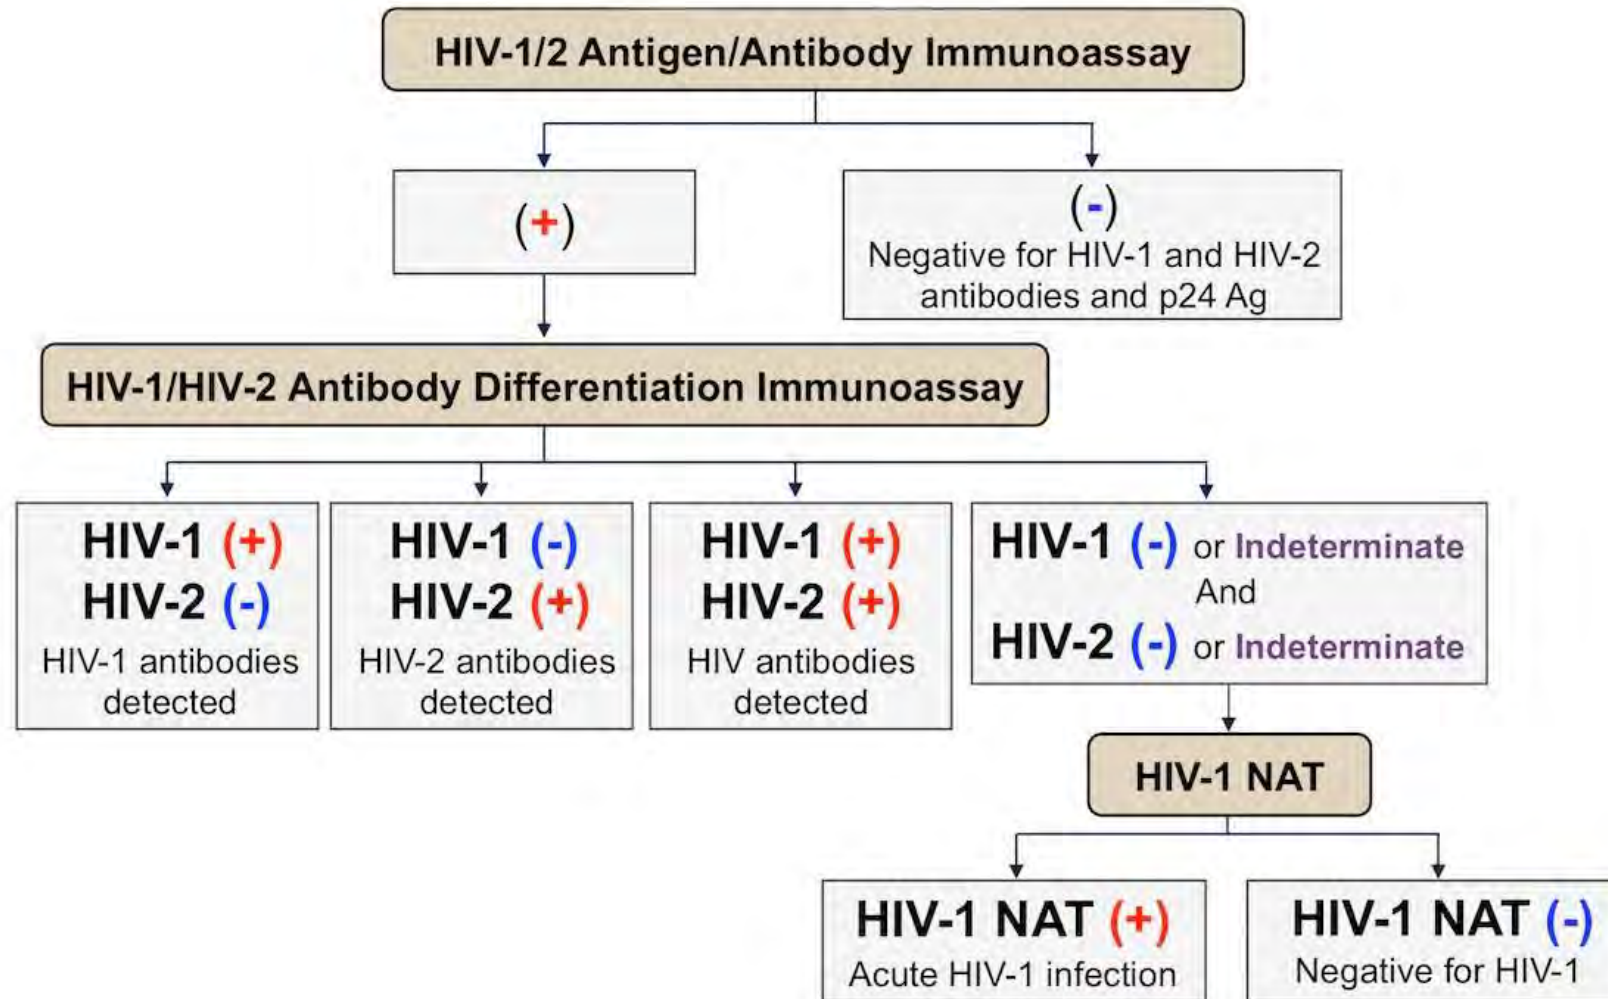 HIV-1/2 Antigen/Antibody Immunoassay
(+)
(-)
Negative for HIV-1 and HIV-2
antibodies and p24 Ag
HIV-1/HIV-2 Antibody Differentiation Immunoassay
HIV-1 (+)
HIV-2 (-)
HIV-1 antibodies
detected
HIV-1 (-)
HIV-2 (+)
HIV-2 antibodies
detected
HIV-1 (+)
HIV-2 (+)
HIV antibodies
detected
HIV-1 (-) or Indeterminate
And
HIV-2 (-) or Indeterminate
HIV-1 NAT
HIV-1 NAT (+)
Acute HIV-1 infection
HIV-1 NAT (-)
Negative for HIV-1